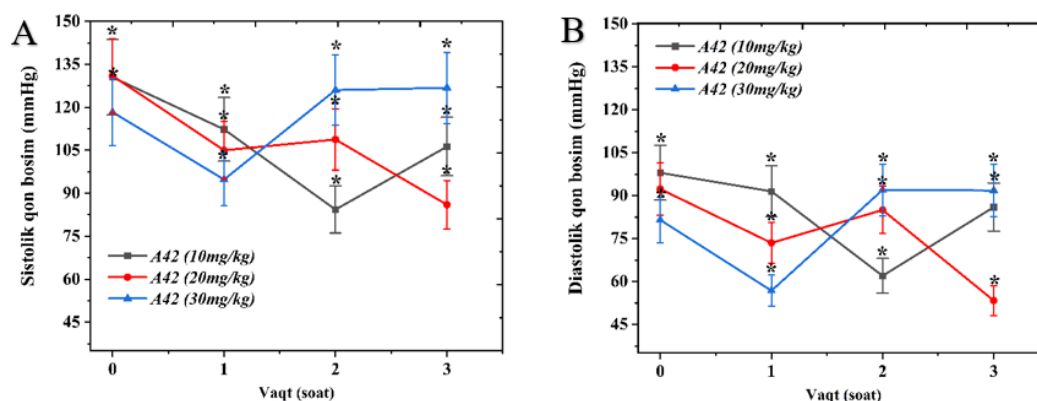 A
Sistolik qon bosim (mmHg)
150
135
120
105
90
75
60
45
A42 (10mg/kg)
A42 (20mg/kg)
A42 (30mg/kg)
0 1 2 3
Vaqt (soat)
B
Diastolik qon bosim (mmHg)
150
135
120
105
90
75
60
45
A42 (10mg/kg)
A42 (20mg/kg)
A42 (30mg/kg)
0 1 2 3
Vaqt (soat)